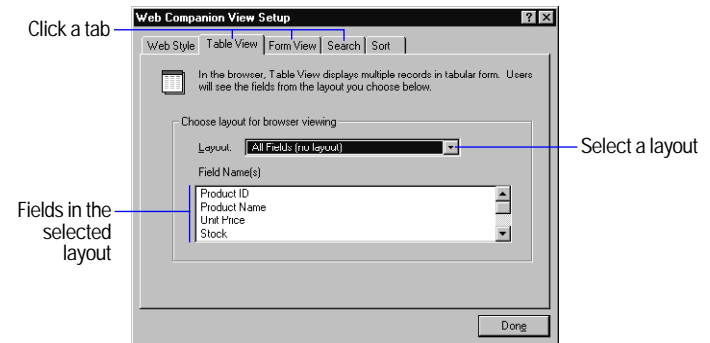 Web Companion View Setup
Click a tab
Web Style Table View Form View Search Sort
In the browser, Table View displays multiple records in tabular form. Users
will see the fields from the layout you choose below.
Choose layout for browser viewing
Layout: All Fields (no layout)
Select a layout
Field Name(s)
Fields in the
selected
layout
Product ID
Product Name
Unit Price
Stock
Done